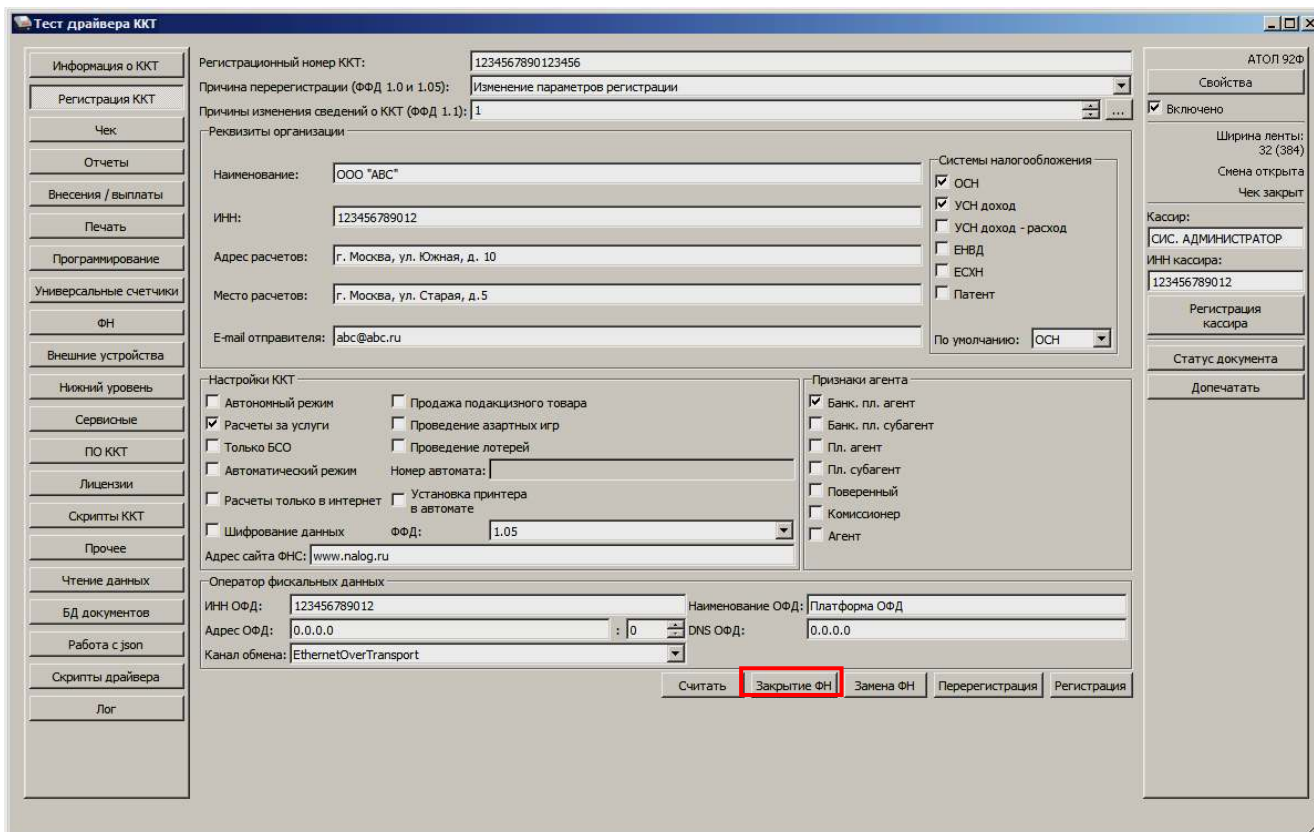 Тест драйвера ККТ
Информация о ККТ
Регистрация ККТ
Чек
Отчеты
Внесения / выплаты
Печать
Программирование
Универсальные счетчики
ФН
Внешние устройства
Нижний уровень
Сервисные
ПО ККТ
Лицензии
Скрипты ККТ
Прочее
Чтение данных
БД документов
Работа с json
Скрипты драйвера
Лог
Регистрационный номер ККТ: 1234567890123456
Причина перерегистрации (ФФД 1.0 и 1.05): Изменение параметров регистрации
Причины изменения сведений о ККТ (ФФД 1.1): 1 ...
Реквизиты организации
Наименование: ООО "АВС"
ИНН: 123456789012
Адрес расчетов: г. Москва, ул. Южная, д. 10
Место расчетов: г. Москва, ул. Старая, д.5
E-mail отправителя: abc@abc.ru
Системы налогообложения
ОСН
УСН доход
УСН доход - расход
ЕНВД
ЕСХН
Патент
По умолчанию: ОСН
Настройки ККТ
Автономный режим Продажа подакцизного товара
Расчеты за услуги Проведение азартных игр
Только БСО Проведение лотерей
Автоматический режим Номер автомата:
Расчеты только в интернет Установка принтера
в автомате
Шифрование данных ФФД: 1.05
Адрес сайта ФНС: www.nalog.ru
Признаки агента
Банк. пл. агент
Банк. пл. субагент
Пл. агент
Пл. субагент
Поверенный
Комиссионер
Агент
Оператор фискальных данных
ИНН ОФД: 123456789012 Наименование ОФД: Платформа ОФД
Адрес ОФД: 0.0.0.0 : 0 DNS ОФД: 0.0.0.0
Канал обмена: EthernetOverTransport
Считать Закрытие ФН Замена ФН Перерегистрация Регистрация
АТОЛ 92Ф
Свойства
Включено
Ширина ленты:
32 (384)
Смена открыта
Чек закрыт
Кассир:
СИС. АДМИНИСТРАТОР
ИНН кассира:
123456789012
Регистрация
кассира
Статус документа
Допечатать